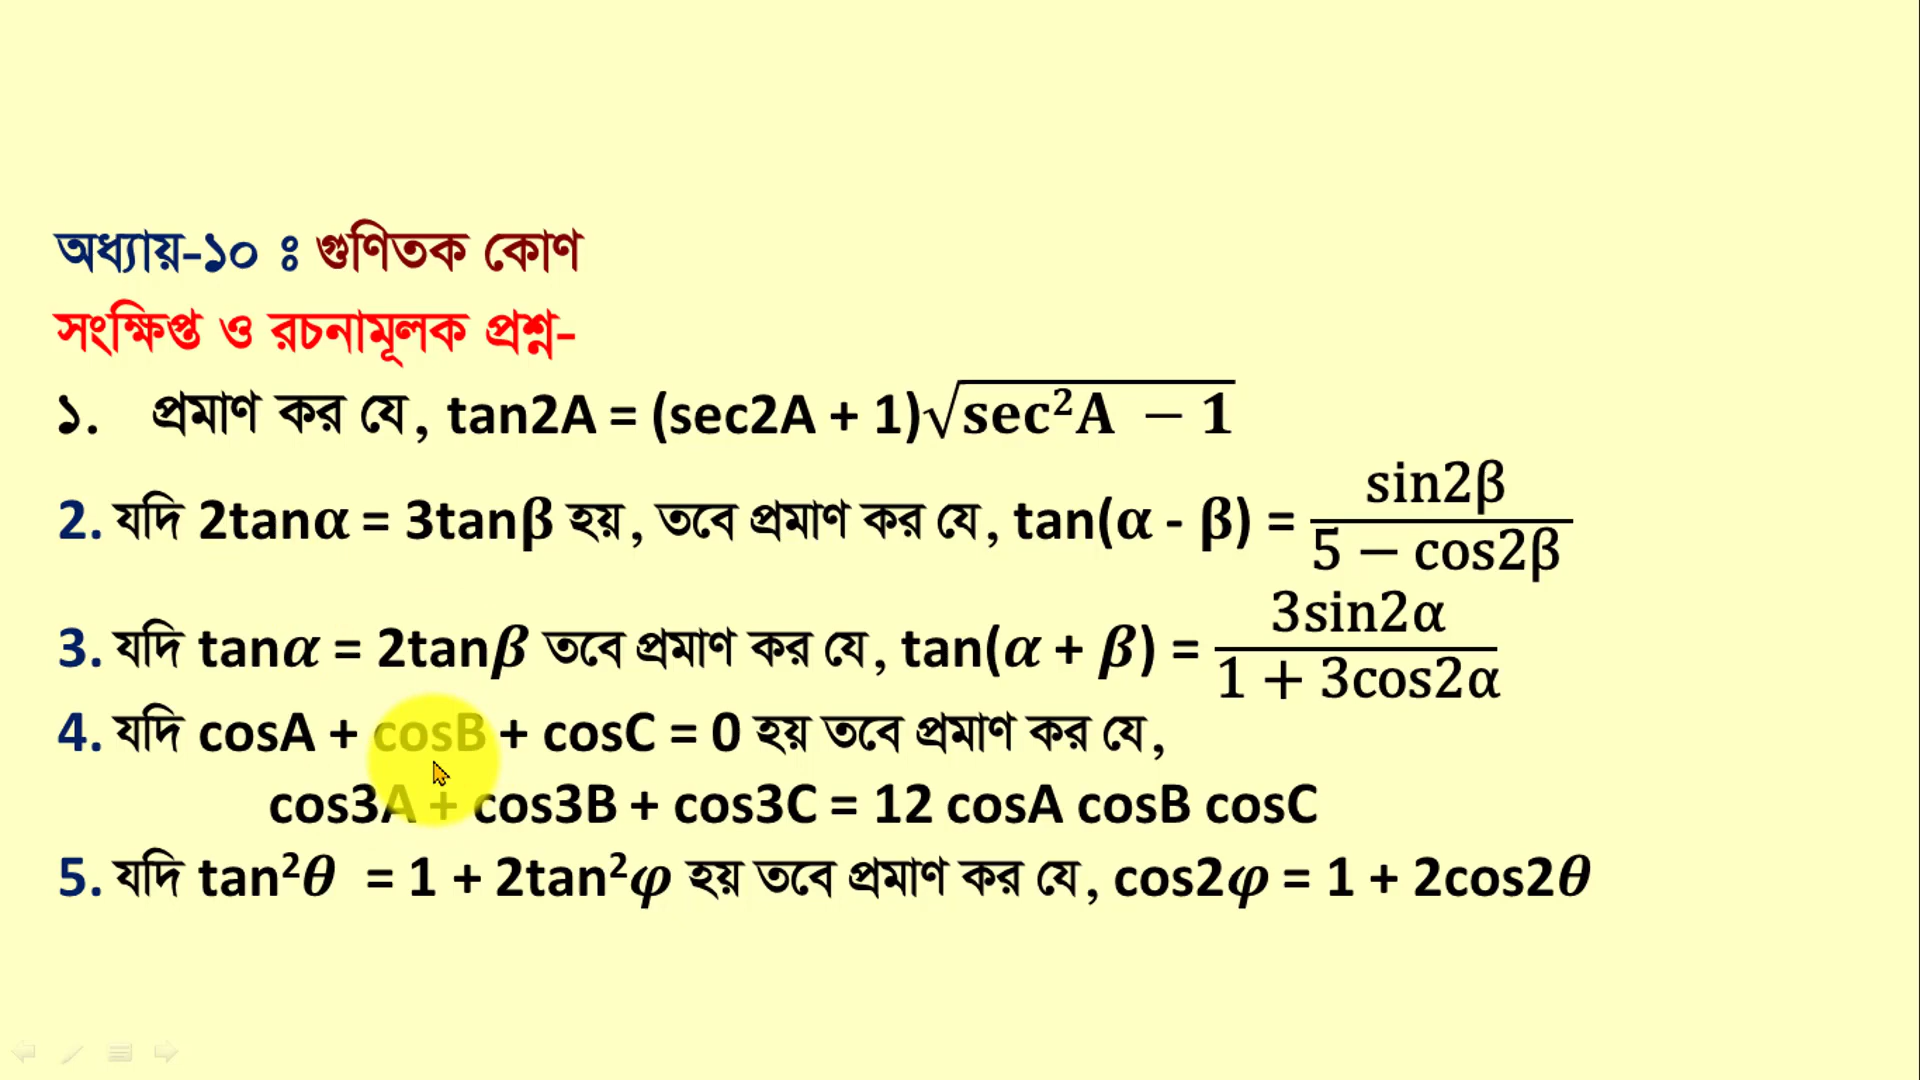 অধ্যায়-১০ ঃ গুণিতক কোণ
সংক্ষিপ্ত ও রচনামূলক প্রশ্ন-
১. প্রমাণ কর যে, tan2A = (sec2A + 1)√(sec²A − 1)
2. যদি 2tanα = 3tanβ হয়, তবে প্রমাণ কর যে, tan(α - β) = sin2β / (5 − cos2β)
3. যদি tanα = 2tanβ তবে প্রমাণ কর যে, tan(α + β) = 3sin2α / (1 + 3cos2α)
4. যদি cosA + cosB + cosC = 0 হয় তবে প্রমাণ কর যে,
cos3A + cos3B + cos3C = 12 cosA cosB cosC
5. যদি tan²θ = 1 + 2tan²φ হয় তবে প্রমাণ কর যে, cos2φ = 1 + 2cos2θ